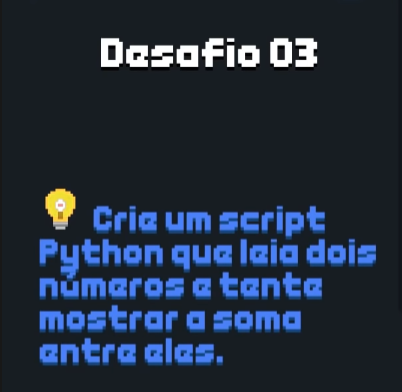 Desafio 03
Crie um script
Python que leia dois
números e tente
mostrar a soma
entre eles.